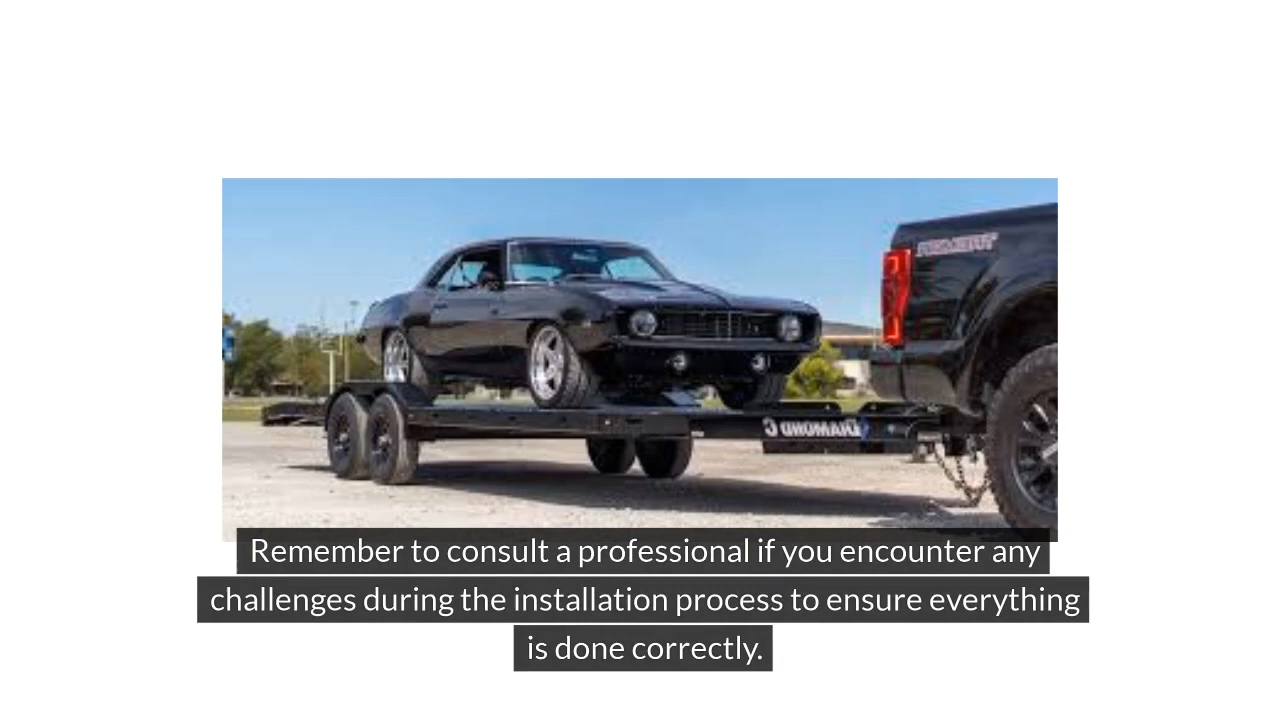 DIAMOND C
Remember to consult a professional if you encounter any
challenges during the installation process to ensure everything
is done correctly.